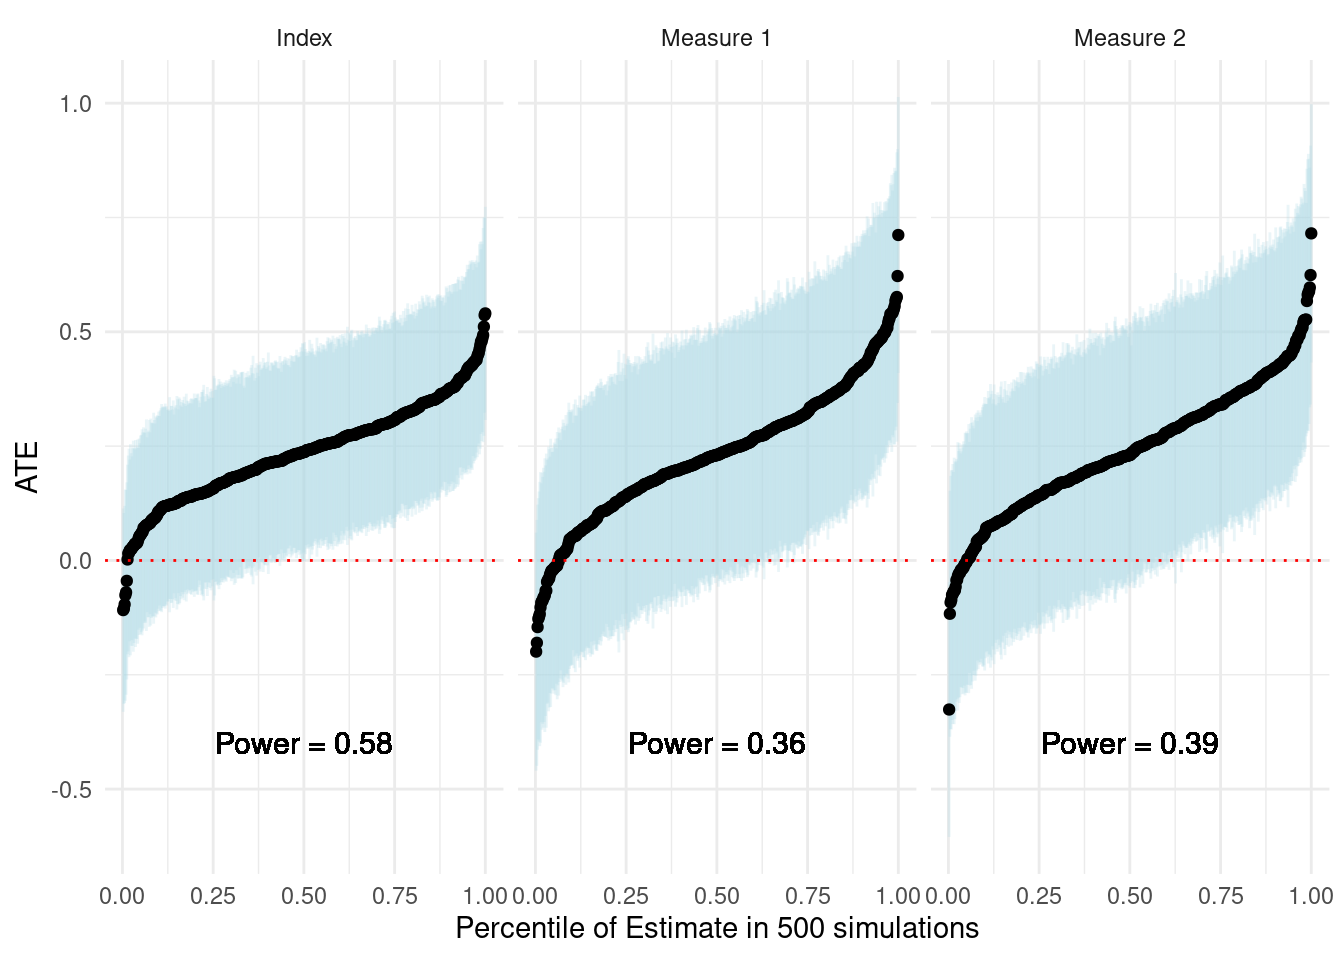 Index Measure 1 Measure 2
1.0
0.5
0.0
-0.5
ATE
Power = 0.58 Power = 0.36 Power = 0.39
0.00 0.25 0.50 0.75 1.00 0.00 0.25 0.50 0.75 1.00 0.00 0.25 0.50 0.75 1.00
Percentile of Estimate in 500 simulations